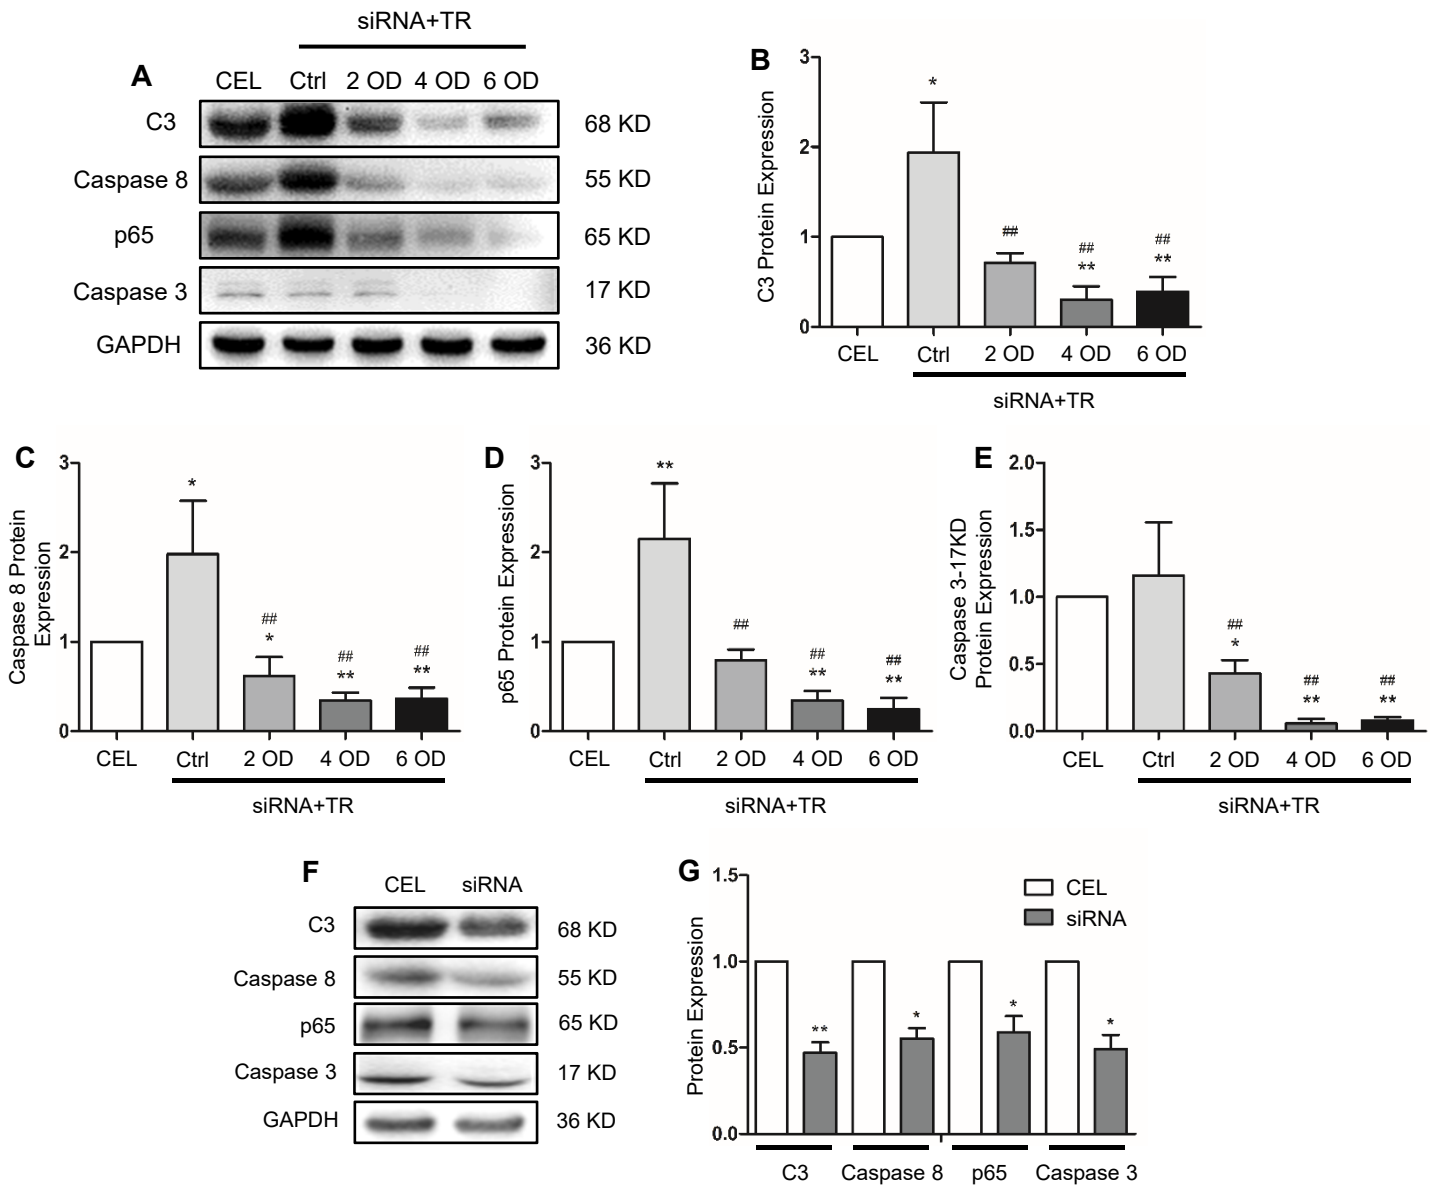 siRNA+TR
A
CEL Ctrl 2 OD 4 OD 6 OD
C3 68 KD
Caspase 8 55 KD
p65 65 KD
Caspase 3 17 KD
GAPDH 36 KD
B
C3 Protein Expression
3
2
1
0
*
##
##
**
##
**
CEL Ctrl 2 OD 4 OD 6 OD
siRNA+TR
C
Caspase 8 Protein
Expression
3
2
1
0
*
##
*
##
**
##
**
CEL Ctrl 2 OD 4 OD 6 OD
siRNA+TR
D
p65 Protein Expression
3
2
1
0
**
##
##
**
##
**
CEL Ctrl 2 OD 4 OD 6 OD
siRNA+TR
E
Caspase 3-17KD
Protein Expression
2.0
1.5
1.0
0.5
0.0
##
*
##
**
##
**
CEL Ctrl 2 OD 4 OD 6 OD
siRNA+TR
F
CEL siRNA
C3 68 KD
Caspase 8 55 KD
p65 65 KD
Caspase 3 17 KD
GAPDH 36 KD
G
Protein Expression
1.5
1.0
0.5
0.0
CEL
siRNA
**
*
*
*
C3 Caspase 8 p65 Caspase 3